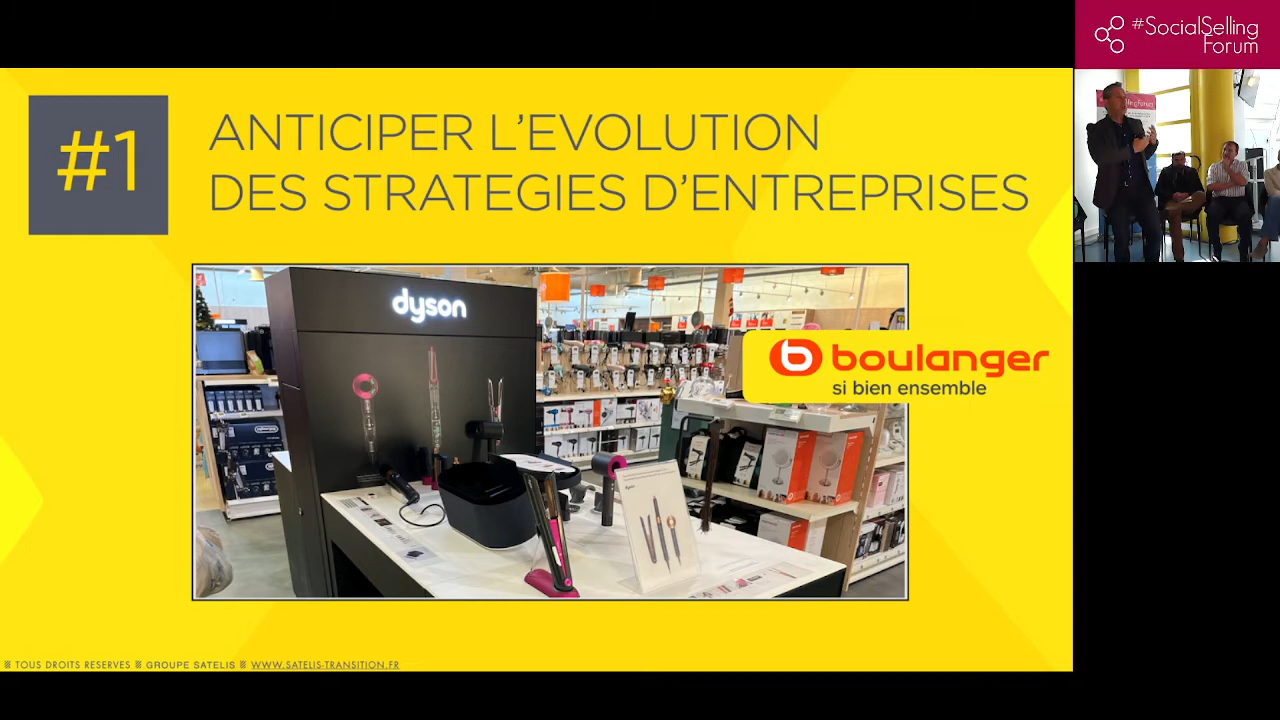 #SocialSelling
Forum
#1
ANTICIPER L'EVOLUTION
DES STRATEGIES D'ENTREPRISES
dyson
boulanger
si bien ensemble
TOUS DROITS RESERVES
GROUPE SATELIS
WWW.SATELIS-TRANSITION.FR